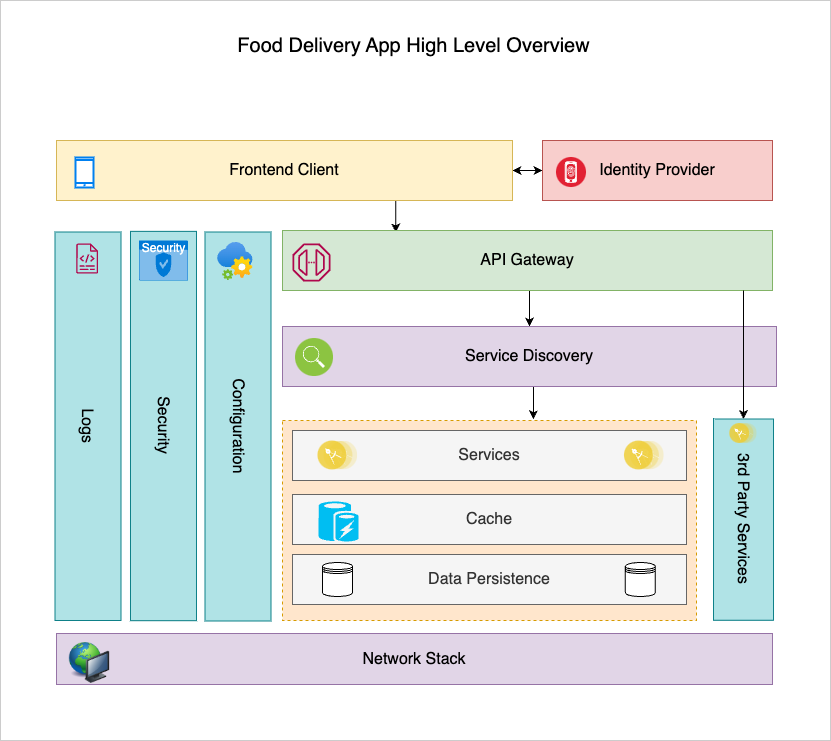 Food Delivery App High Level Overview
Frontend Client
Identity Provider
API Gateway
Security
Service Discovery
Logs
Security
Configuration
Services
Cache
Data Persistence
3rd Party Services
Network Stack